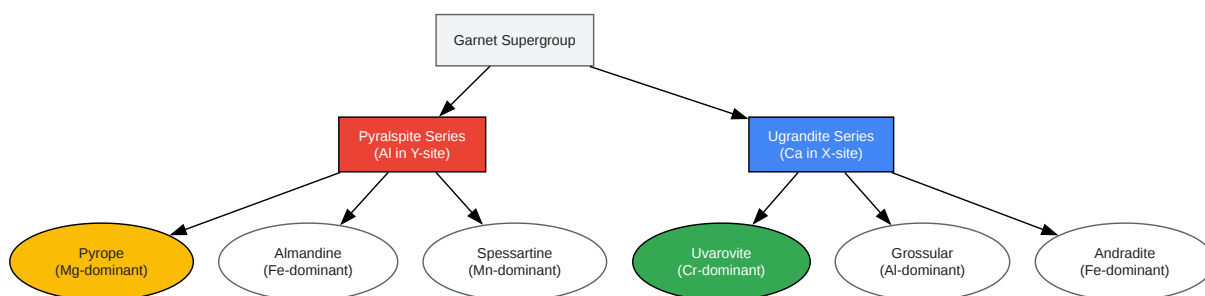 Garnet Supergroup
Pyralspite Series
(Al in Y-site)
Ugrandite Series
(Ca in X-site)
Pyrope
(Mg-dominant)
Almandine
(Fe-dominant)
Spessartine
(Mn-dominant)
Uvarovite
(Cr-dominant)
Grossular
(Al-dominant)
Andradite
(Fe-dominant)